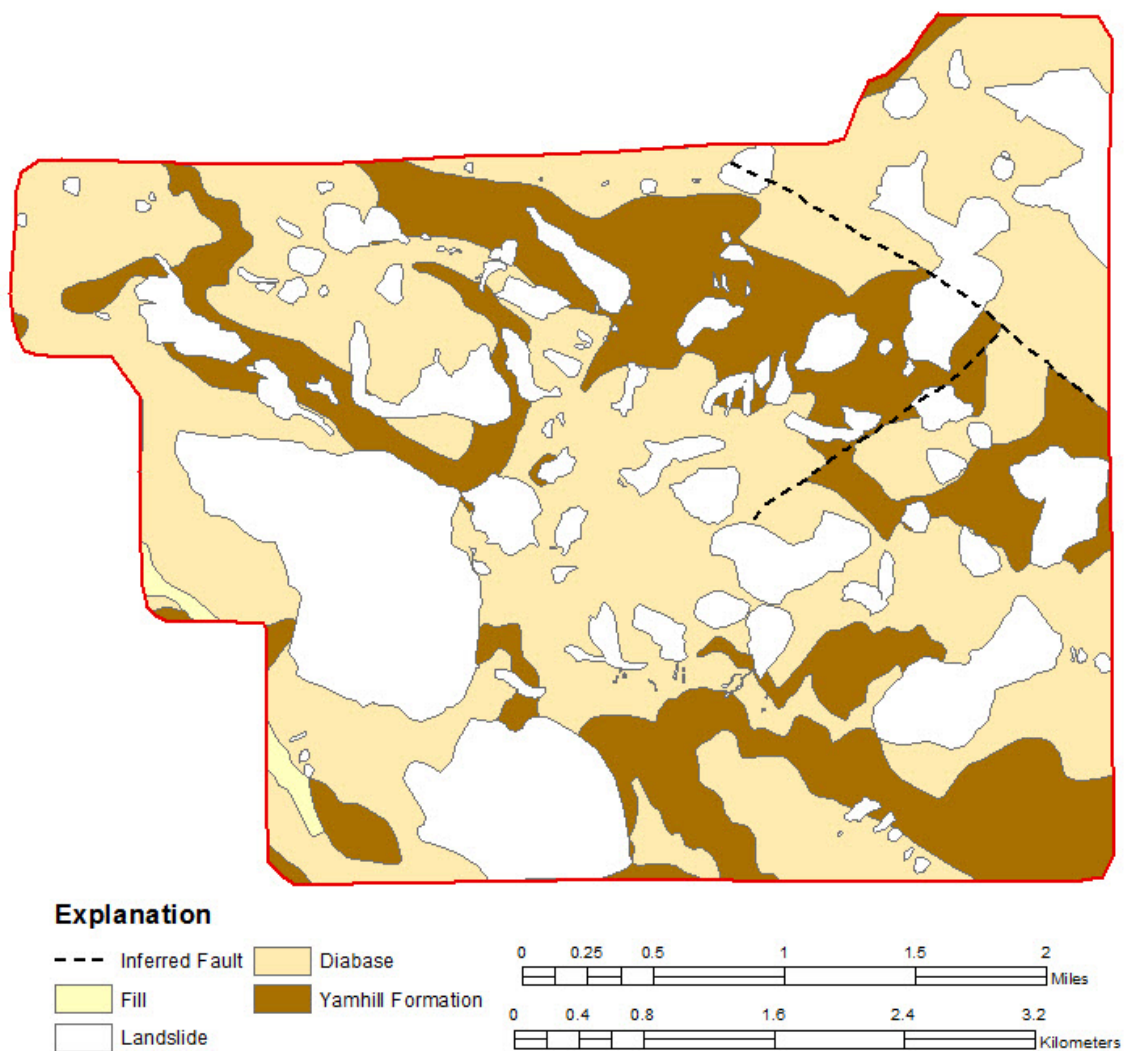 Explanation
Inferred Fault
Diabase
Fill
Yamhill Formation
Landslide
0 0.25 0.5 1 1.5 2
Miles
0 0.4 0.8 1.6 2.4 3.2
Kilometers